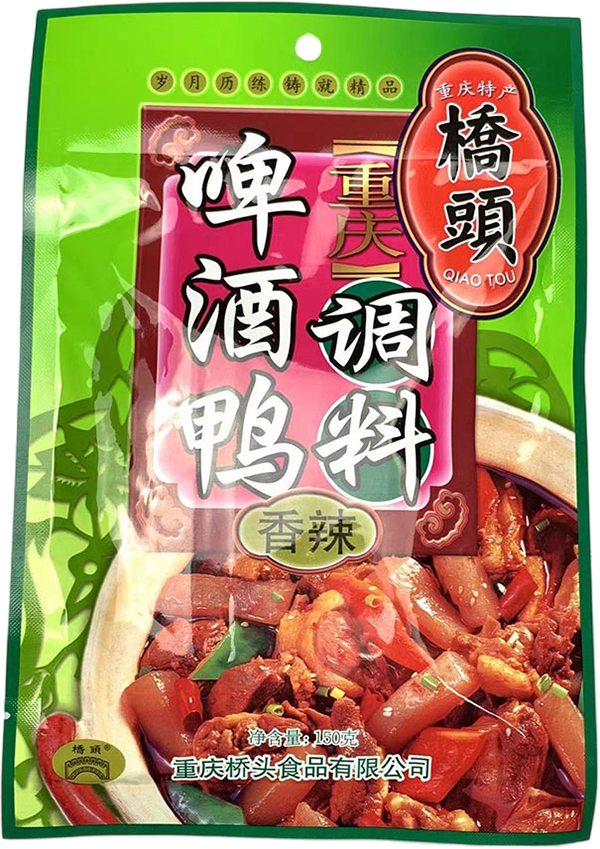 岁月历练铸就精品
重庆特产
橋頭
QIAO TOU
【重庆】
啤酒鸭
调料
香辣
净含量:150克
橋頭®
重庆桥头食品有限公司